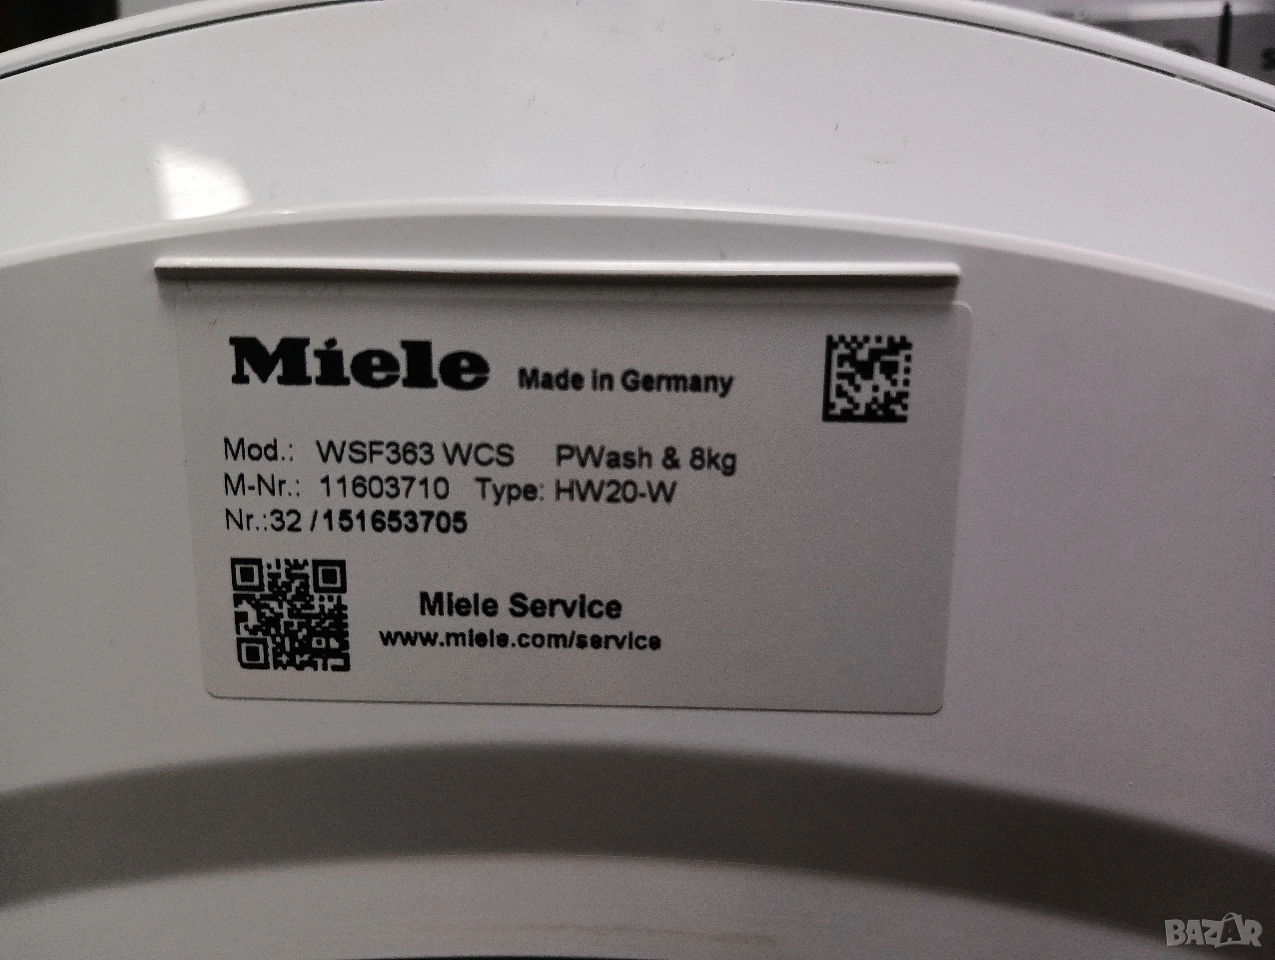 Miele Made in Germany
Mod.: WSF363 WCS PWash & 8kg
M-Nr.: 11603710 Type: HW20-W
Nr.:32 /151653705
Miele Service
www.miele.com/service
BAZAR